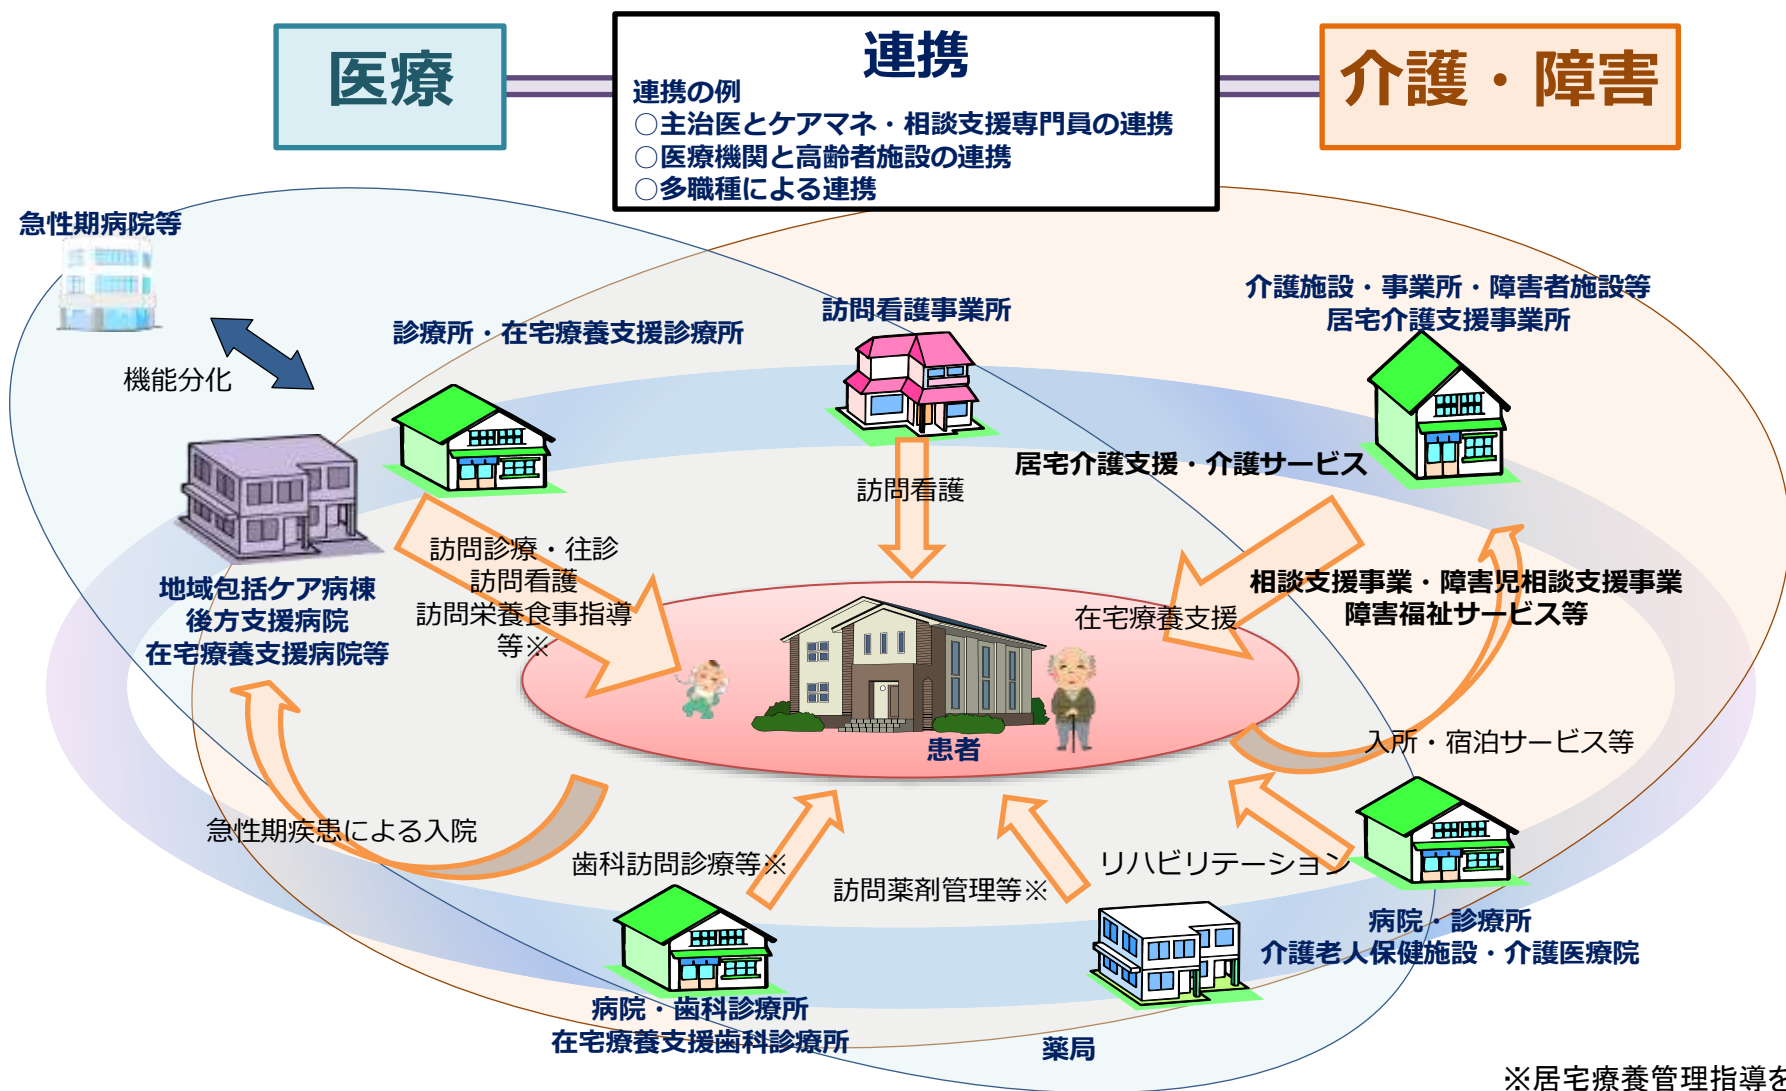 医療
連携
連携の例
○主治医とケアマネ・相談支援専門員の連携
○医療機関と高齢者施設の連携
○多職種による連携
介護・障害
急性期病院等
機能分化
診療所・在宅療養支援診療所
訪問看護事業所
介護施設・事業所・障害者施設等
居宅介護支援事業所
居宅介護支援・介護サービス
訪問看護
訪問診療・往診
訪問看護
訪問栄養食事指導
等※
地域包括ケア病棟
後方支援病院
在宅療養支援病院等
在宅療養支援
相談支援事業・障害児相談支援事業
障害福祉サービス等
患者
入所・宿泊サービス等
急性期疾患による入院
歯科訪問診療等※
訪問薬剤管理等※
リハビリテーション
病院・診療所
介護老人保健施設・介護医療院
病院・歯科診療所
在宅療養支援歯科診療所
薬局
※居宅療養管理指導を